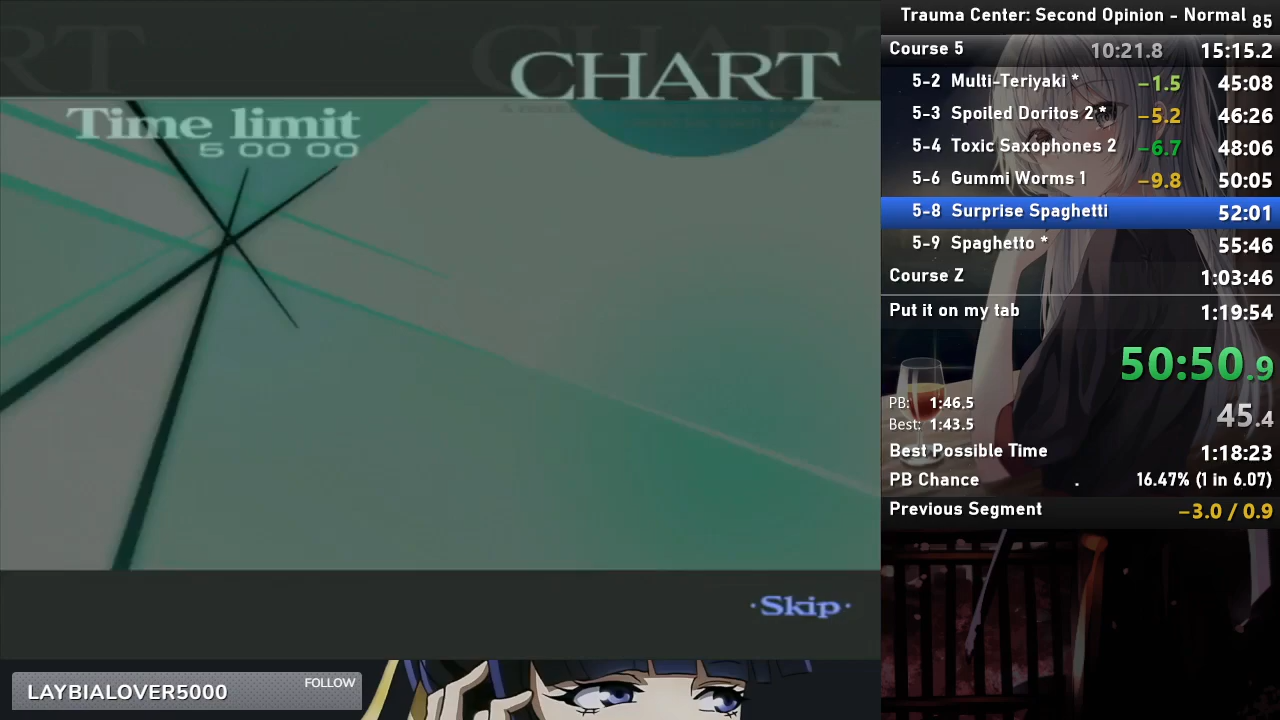 CHART
Time limit
5 00 00
·Skip·
LAYBIALOVER5000
FOLLOW
Trauma Center: Second Opinion - Normal 85
Course 5 10:21.8 15:15.2
5-2 Multi-Teriyaki * −1.5 45:08
5-3 Spoiled Doritos 2 * −5.2 46:26
5-4 Toxic Saxophones 2 −6.7 48:06
5-6 Gummi Worms 1 −9.8 50:05
5-8 Surprise Spaghetti 52:01
5-9 Spaghetto * 55:46
Course Z 1:03:46
Put it on my tab 1:19:54
50:50.9
PB: 1:46.5
Best: 1:43.5
45.4
Best Possible Time 1:18:23
PB Chance . 16.47% (1 in 6.07)
Previous Segment −3.0 / 0.9